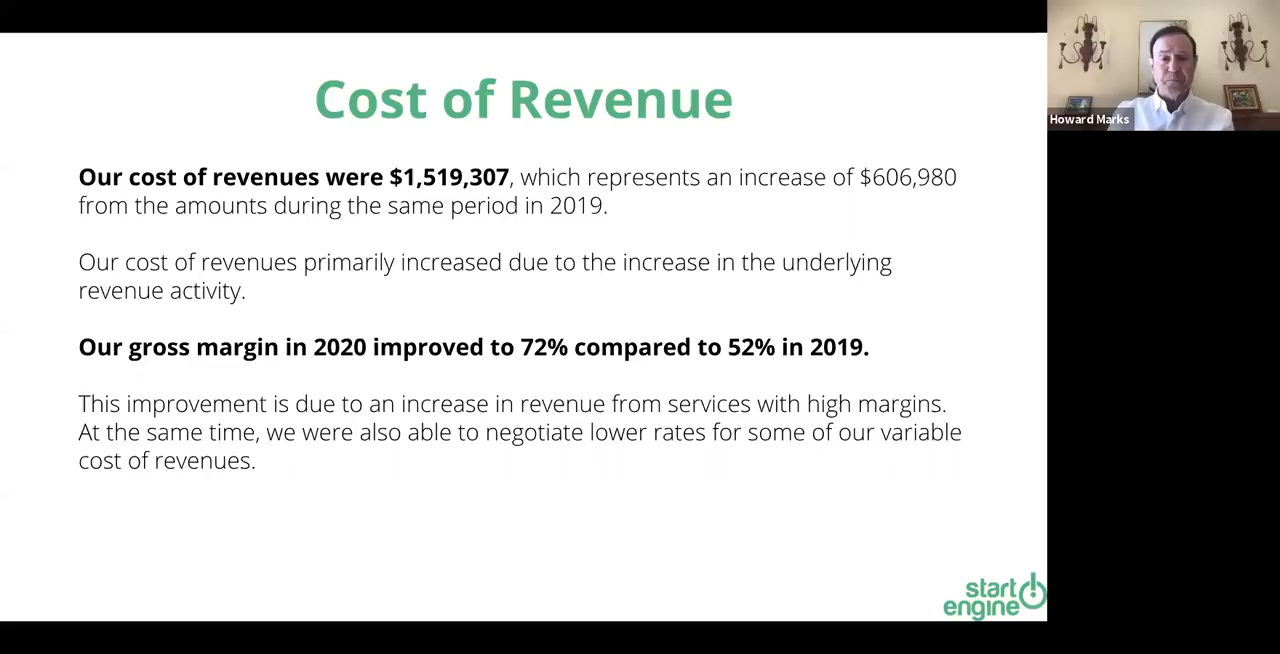 Cost of Revenue
Our cost of revenues were $1,519,307, which represents an increase of $606,980
from the amounts during the same period in 2019.
Our cost of revenues primarily increased due to the increase in the underlying
revenue activity.
Our gross margin in 2020 improved to 72% compared to 52% in 2019.
This improvement is due to an increase in revenue from services with high margins.
At the same time, we were also able to negotiate lower rates for some of our variable
cost of revenues.
start
engine
Howard Marks